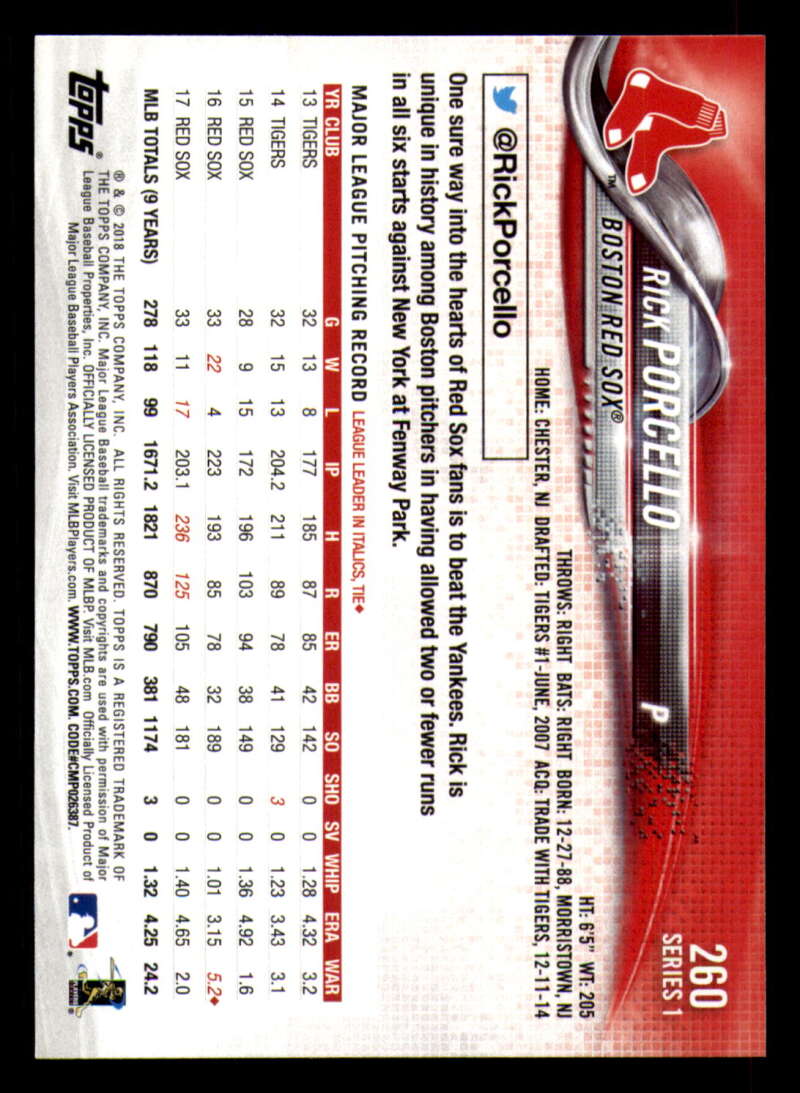 260
SERIES 1
RICK PORCELLO P
BOSTON RED SOX®
™
HT: 6'5" WT: 205
THROWS: RIGHT BATS: RIGHT BORN: 12-27-88, MORRISTOWN, NJ
HOME: CHESTER, NJ DRAFTED: TIGERS #1-JUNE, 2007 ACQ: TRADE WITH TIGERS, 12-11-14
@RickPorcello
One sure way into the hearts of Red Sox fans is to beat the Yankees. Rick is
unique in history among Boston pitchers in having allowed two or fewer runs
in all six starts against New York at Fenway Park.
MAJOR LEAGUE PITCHING RECORD LEAGUE LEADER IN ITALICS, TIE♦
YR CLUB G W L IP H R ER BB SO SHO SV WHIP ERA WAR
13 TIGERS 32 13 8 177 185 87 85 42 142 0 0 1.28 4.32 3.2
14 TIGERS 32 15 13 204.2 211 89 78 41 129 3 0 1.23 3.43 3.1
15 RED SOX 28 9 15 172 196 103 94 38 149 0 0 1.36 4.92 1.6
16 RED SOX 33 22 4 223 193 85 78 32 189 0 0 1.01 3.15 5.2♦
17 RED SOX 33 11 17 203.1 236 125 105 48 181 0 0 1.40 4.65 2.0
MLB TOTALS (9 YEARS) 278 118 99 1671.2 1821 870 790 381 1174 3 0 1.32 4.25 24.2
topps®
® & © 2018 THE TOPPS COMPANY, INC. ALL RIGHTS RESERVED. TOPPS IS A REGISTERED TRADEMARK OF
THE TOPPS COMPANY, INC. Major League Baseball trademarks and copyrights are used with permission of Major
League Baseball Properties, Inc. OFFICIALLY LICENSED PRODUCT OF MLBP. Visit MLB.com Officially Licensed Product of
Major League Baseball Players Association. Visit MLBPlayers.com. WWW.TOPPS.COM. CODE#CMP026387.